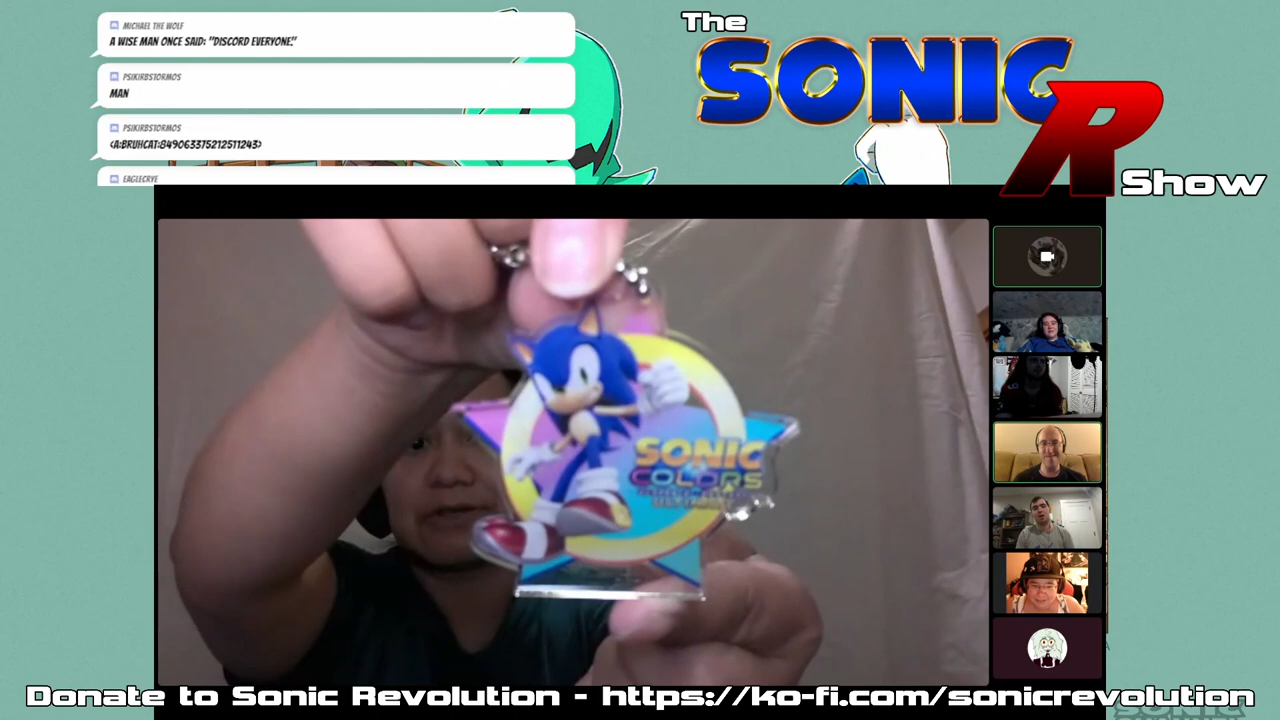 MICHAEL THE WOLF
A WISE MAN ONCE SAID: "DISCORD EVERYONE."
PSIKIRBSTORMOS
MAN
PSIKIRBSTORMOS
<A:BRUHCAT:849063375212511243>
EAGLECRYE
The
SONIC
R
Show
SONIC
COLORS
Donate to Sonic Revolution - https://ko-fi.com/sonicrevolution